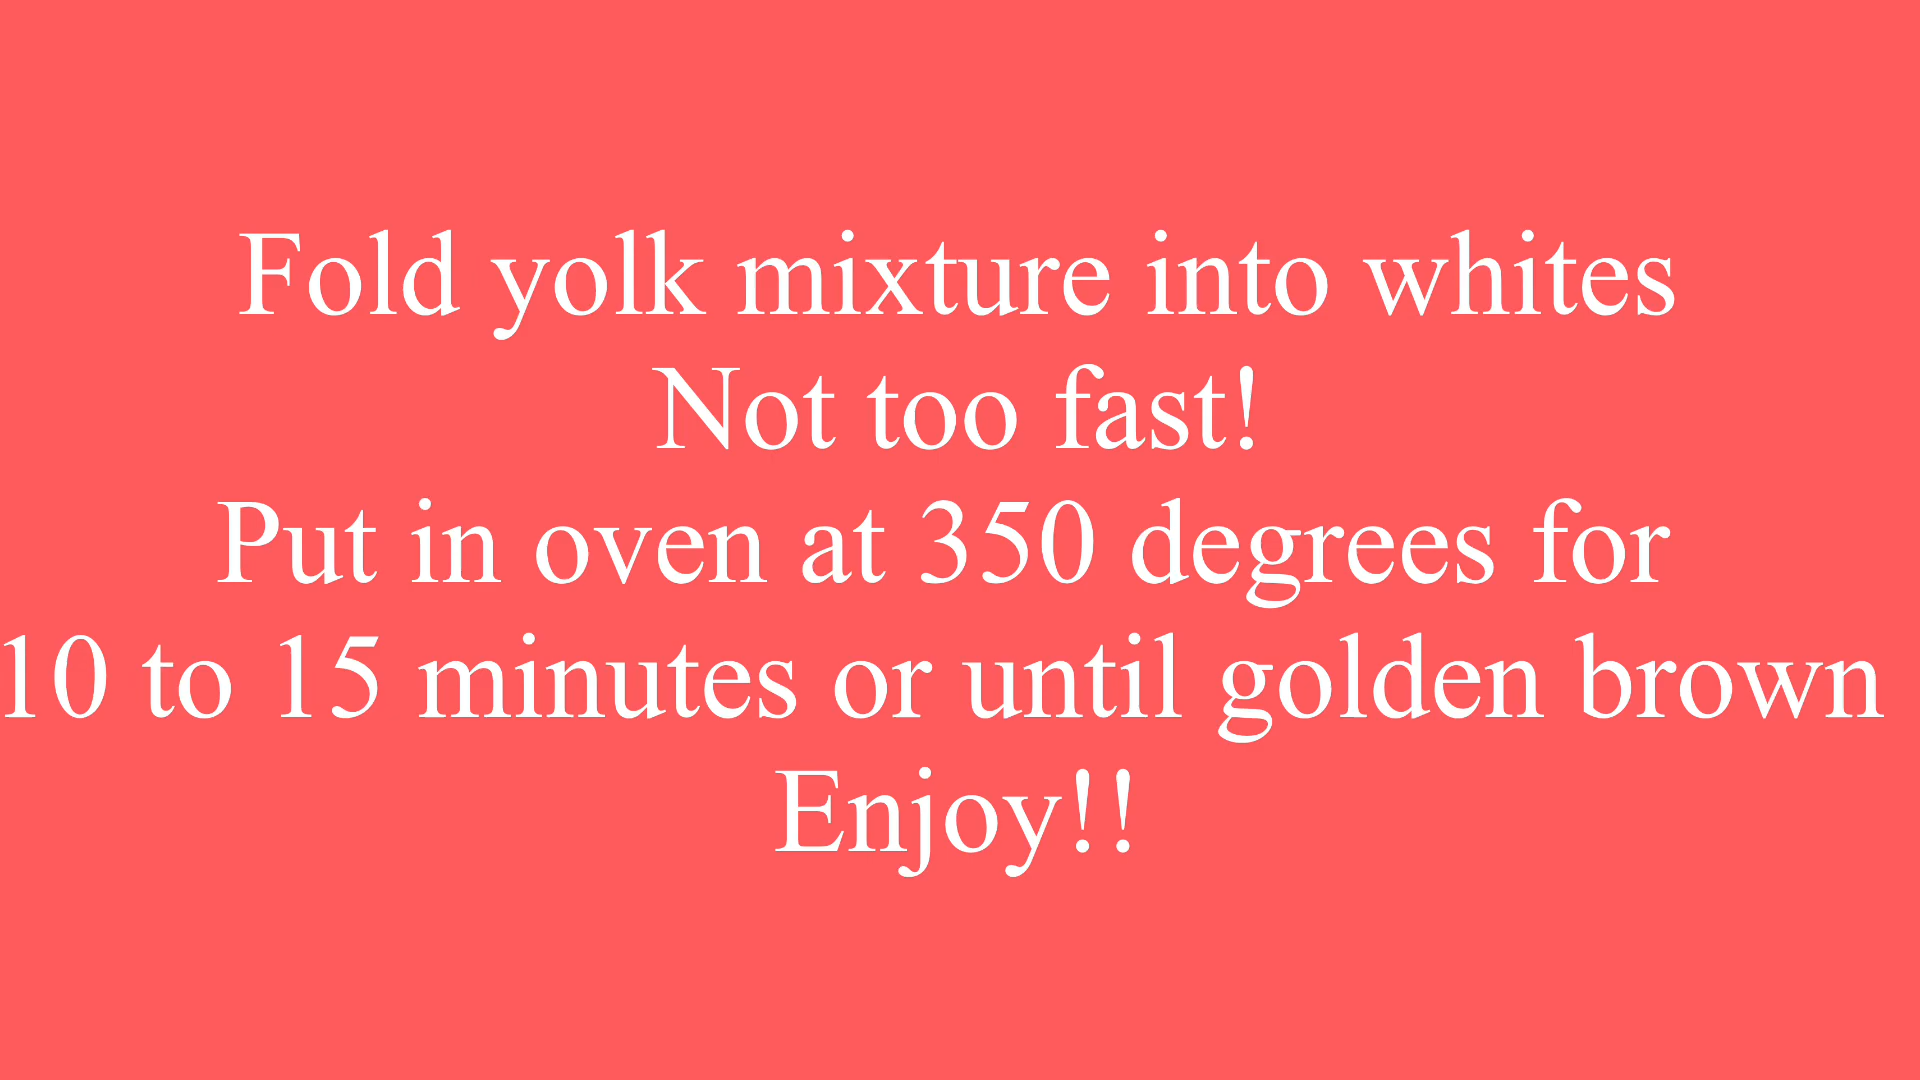 Fold yolk mixture into whites
Not too fast!
Put in oven at 350 degrees for
10 to 15 minutes or until golden brown
Enjoy!!